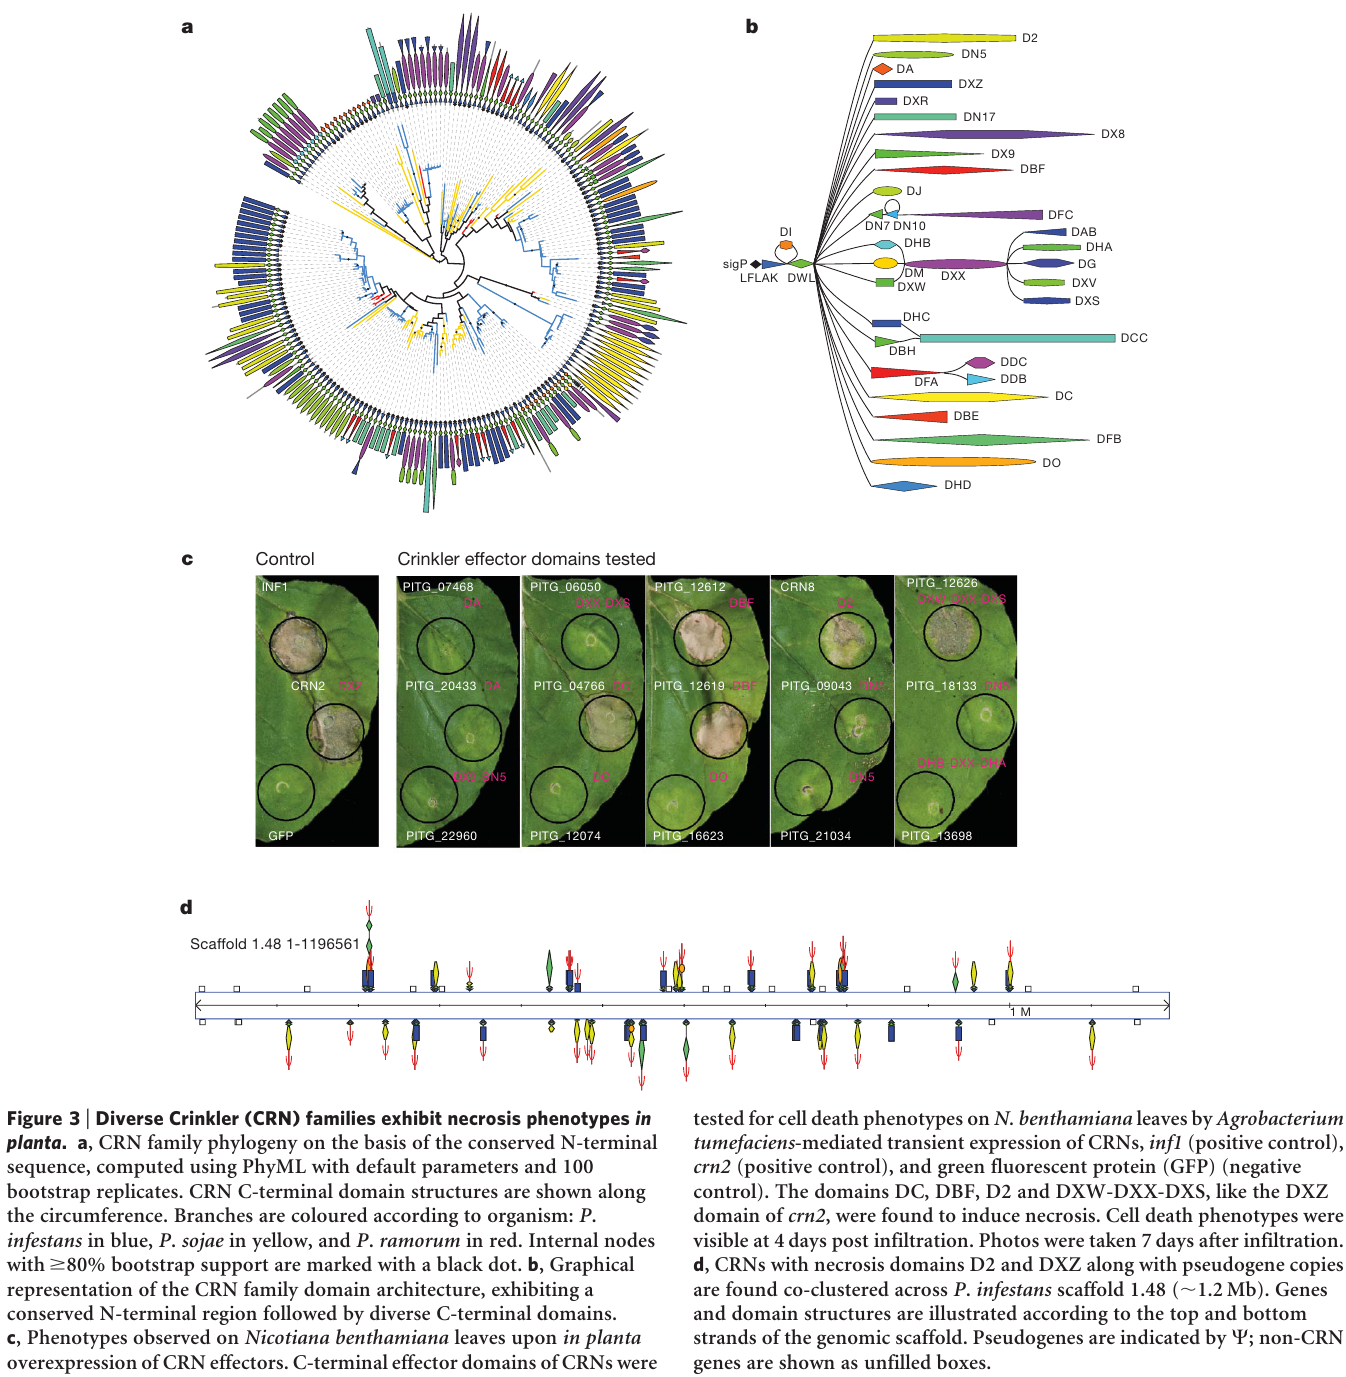 a
b
D2
DN5
DA
DXZ
DXR
DN17
DX8
DX9
DBF
DJ
DFC
DN7 DN10
DI
DHB
DAB
DHA
sigP
DM
DXX
DG
LFLAK DWL
DXW
DXV
DXS
DHC
DCC
DBH
DDC
DFA
DDB
DC
DBE
DFB
DO
DHD
c
Control
Crinkler effector domains tested
INF1
PITG_07468
PITG_06050
PITG_12612
CRN8
PITG_12626
DA
DXX-DXS
DBF
D2
DXW-DXX-DXS
CRN2 DXZ
PITG_20433 DA
PITG_04766 DC
PITG_12619 DBF
PITG_09043
PITG_18133 DN5
DN5
DHB-DXX-DHA
GFP
PITG_22960
PITG_12074
PITG_16623
PITG_21034
PITG_13698
d
Scaffold 1.48 1-1196561
1 M
Figure 3 | Diverse Crinkler (CRN) families exhibit necrosis phenotypes in
planta. a, CRN family phylogeny on the basis of the conserved N-terminal
sequence, computed using PhyML with default parameters and 100
bootstrap replicates. CRN C-terminal domain structures are shown along
the circumference. Branches are coloured according to organism: P.
infestans in blue, P. sojae in yellow, and P. ramorum in red. Internal nodes
with ≥80% bootstrap support are marked with a black dot. b, Graphical
representation of the CRN family domain architecture, exhibiting a
conserved N-terminal region followed by diverse C-terminal domains.
c, Phenotypes observed on Nicotiana benthamiana leaves upon in planta
overexpression of CRN effectors. C-terminal effector domains of CRNs were
tested for cell death phenotypes on N. benthamiana leaves by Agrobacterium
tumefaciens-mediated transient expression of CRNs, inf1 (positive control),
crn2 (positive control), and green fluorescent protein (GFP) (negative
control). The domains DC, DBF, D2 and DXW-DXX-DXS, like the DXZ
domain of crn2, were found to induce necrosis. Cell death phenotypes were
visible at 4 days post infiltration. Photos were taken 7 days after infiltration.
d, CRNs with necrosis domains D2 and DXZ along with pseudogene copies
are found co-clustered across P. infestans scaffold 1.48 (~1.2 Mb). Genes
and domain structures are illustrated according to the top and bottom
strands of the genomic scaffold. Pseudogenes are indicated by Ψ; non-CRN
genes are shown as unfilled boxes.